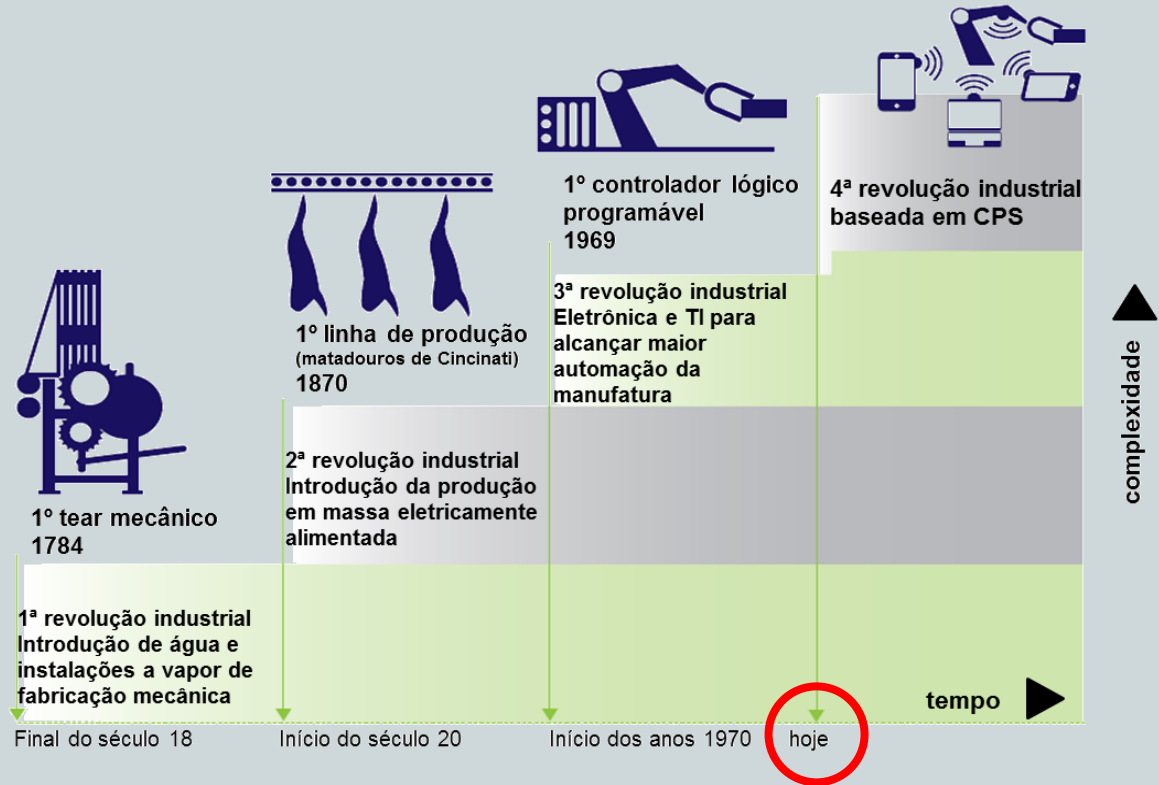 1º tear mecânico
1784
1ª revolução industrial
Introdução de água e
instalações a vapor de
fabricação mecânica
Final do século 18
1º linha de produção
(matadouros de Cincinati)
1870
2ª revolução industrial
Introdução da produção
em massa eletricamente
alimentada
Início do século 20
1º controlador lógico
programável
1969
3ª revolução industrial
Eletrônica e TI para
alcançar maior
automação da
manufatura
Início dos anos 1970
4ª revolução industrial
baseada em CPS
hoje
tempo
complexidade